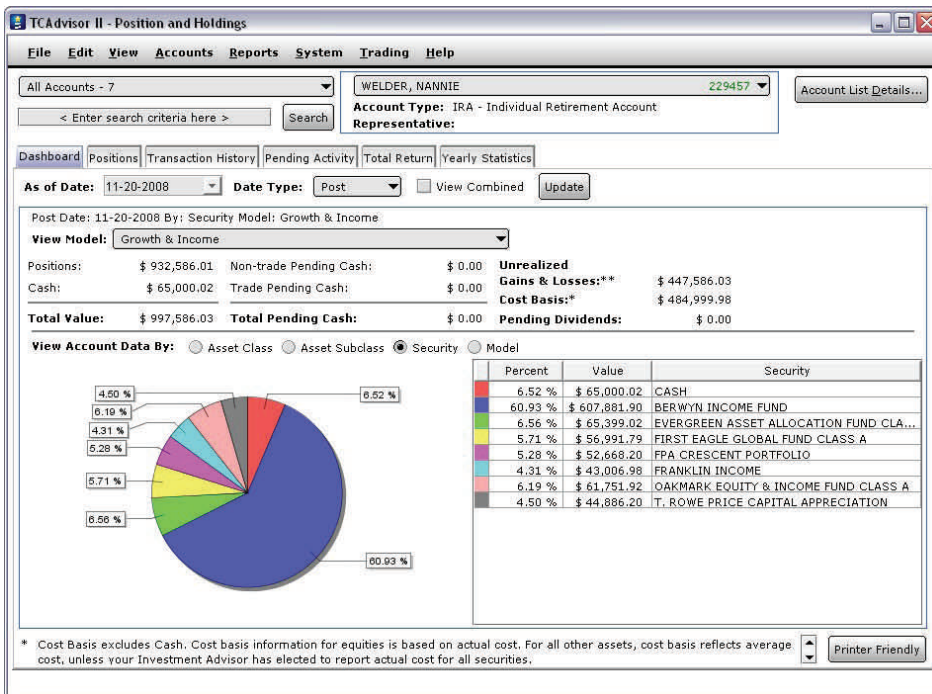 TCAdvisor II - Position and Holdings
File Edit View Accounts Reports System Trading Help
All Accounts - 7
WELDER, NANNIE 229457
Account List Details...
< Enter search criteria here > Search
Account Type: IRA - Individual Retirement Account
Representative:
Dashboard Positions Transaction History Pending Activity Total Return Yearly Statistics
As of Date: 11-20-2008 Date Type: Post View Combined Update
Post Date: 11-20-2008 By: Security Model: Growth & Income
View Model: Growth & Income
Positions: $ 932,586.01 Non-trade Pending Cash: $ 0.00 Unrealized
Gains & Losses:** $ 447,586.03
Cash: $ 65,000.02 Trade Pending Cash: $ 0.00 Cost Basis:* $ 484,999.98
Total Value: $ 997,586.03 Total Pending Cash: $ 0.00 Pending Dividends: $ 0.00
View Account Data By: Asset Class Asset Subclass Security Model
4.50 %
6.52 %
6.19 %
4.31 %
5.28 %
5.71 %
6.56 %
60.93 %
Percent Value Security
6.52 % $ 65,000.02 CASH
60.93 % $ 607,881.90 BERWYN INCOME FUND
6.56 % $ 65,399.02 EVERGREEN ASSET ALLOCATION FUND CLA...
5.71 % $ 56,991.79 FIRST EAGLE GLOBAL FUND CLASS A
5.28 % $ 52,668.20 FPA CRESCENT PORTFOLIO
4.31 % $ 43,006.98 FRANKLIN INCOME
6.19 % $ 61,751.92 OAKMARK EQUITY & INCOME FUND CLASS A
4.50 % $ 44,886.20 T. ROWE PRICE CAPITAL APPRECIATION
* Cost Basis excludes Cash. Cost basis information for equities is based on actual cost. For all other assets, cost basis reflects average
cost, unless your Investment Advisor has elected to report actual cost for all securities.
Printer Friendly